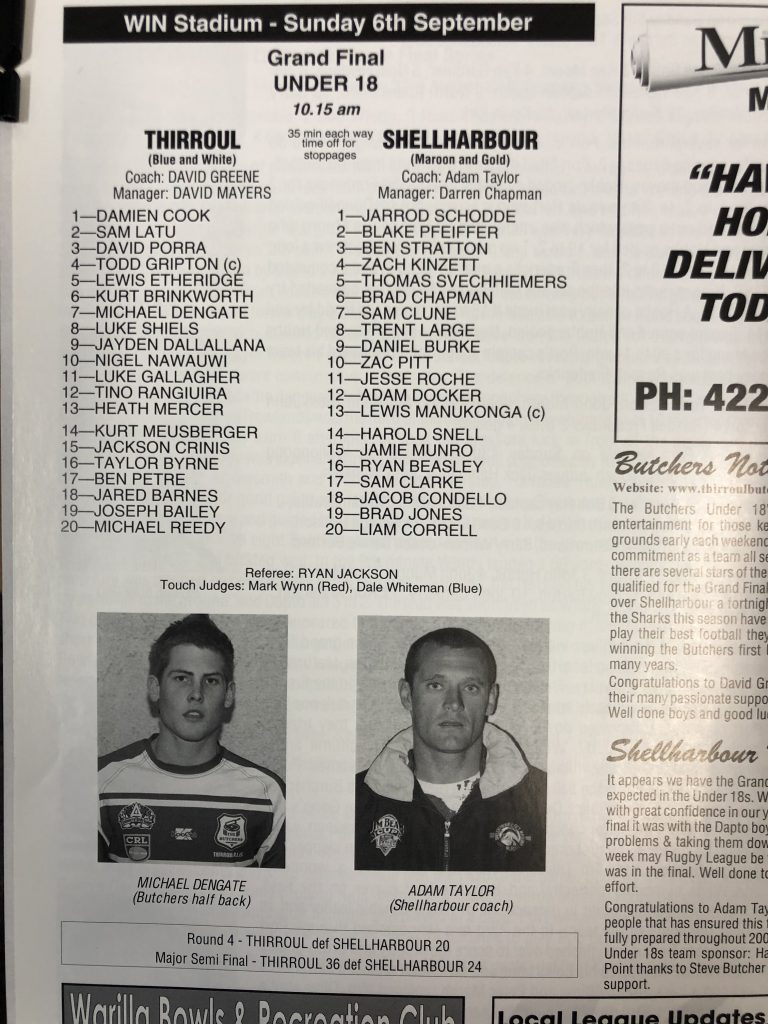 WIN Stadium - Sunday 6th September
Grand Final
UNDER 18
10.15 am
THIRROUL
(Blue and White)
Coach: DAVID GREENE
Manager: DAVID MAYERS
35 min each way
time off for
stoppages
SHELLHARBOUR
(Maroon and Gold)
Coach: Adam Taylor
Manager: Darren Chapman
1—DAMIEN COOK
2—SAM LATU
3—DAVID PORRA
4—TODD GRIPTON (c)
5—LEWIS ETHERIDGE
6—KURT BRINKWORTH
7—MICHAEL DENGATE
8—LUKE SHIELS
9—JAYDEN DALLALLANA
10—NIGEL NAWAUWI
11—LUKE GALLAGHER
12—TINO RANGIUIRA
13—HEATH MERCER
14—KURT MEUSBERGER
15—JACKSON CRINIS
16—TAYLOR BYRNE
17—BEN PETRE
18—JARED BARNES
19—JOSEPH BAILEY
20—MICHAEL REEDY
1—JARROD SCHODDE
2—BLAKE PFEIFFER
3—BEN STRATTON
4—ZACH KINZETT
5—THOMAS SVECHHIEMERS
6—BRAD CHAPMAN
7—SAM CLUNE
8—TRENT LARGE
9—DANIEL BURKE
10—ZAC PITT
11—JESSE ROCHE
12—ADAM DOCKER
13—LEWIS MANUKONGA (c)
14—HAROLD SNELL
15—JAMIE MUNRO
16—RYAN BEASLEY
17—SAM CLARKE
18—JACOB CONDELLO
19—BRAD JONES
20—LIAM CORRELL
Referee: RYAN JACKSON
Touch Judges: Mark Wynn (Red), Dale Whiteman (Blue)
CRL
MICHAEL DENGATE
(Butchers half back)
ADAM TAYLOR
(Shellharbour coach)
Round 4 - THIRROUL def SHELLHARBOUR 20
Major Semi Final - THIRROUL 36 def SHELLHARBOUR 24
Warilla Bowls & Recreation Club
M
"HA
HO
DELIV
TOD
PH: 422
Butchers Not
Website: www.thirroulbutc
The Butchers Under 18'
entertainment for those ke
grounds early each weekend
commitment as a team all se
there are several stars of the
qualified for the Grand Final
over Shellharbour a fortnigh
the Sharks this season have
play their best football they
winning the Butchers first
many years.
Congratulations to David Gr
their many passionate suppo
Well done boys and good luc
Shellharbour
It appears we have the Grand
expected in the Under 18s. W
with great confidence in our y
final it was with the Dapto boy
problems & taking them dow
week may Rugby League be
was in the final. Well done to
effort.
Congratulations to Adam Tay
people that has ensured this
fully prepared throughout 200
Under 18s team sponsor: Ha
Point thanks to Steve Butcher
support.
Local League Updates